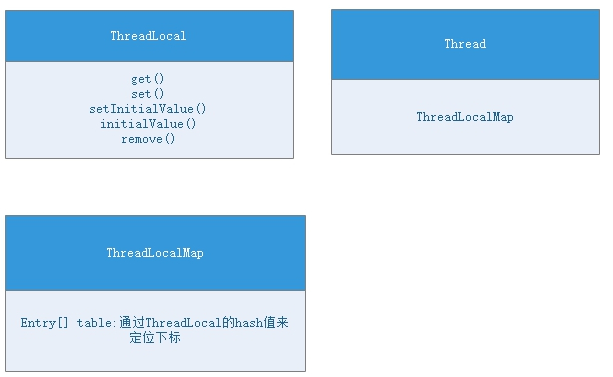 ThreadLocal
get()
set()
setInitialValue()
initialValue()
remove()
Thread
ThreadLocalMap
ThreadLocalMap
Entry[] table:通过ThreadLocal的hash值来
定位下标